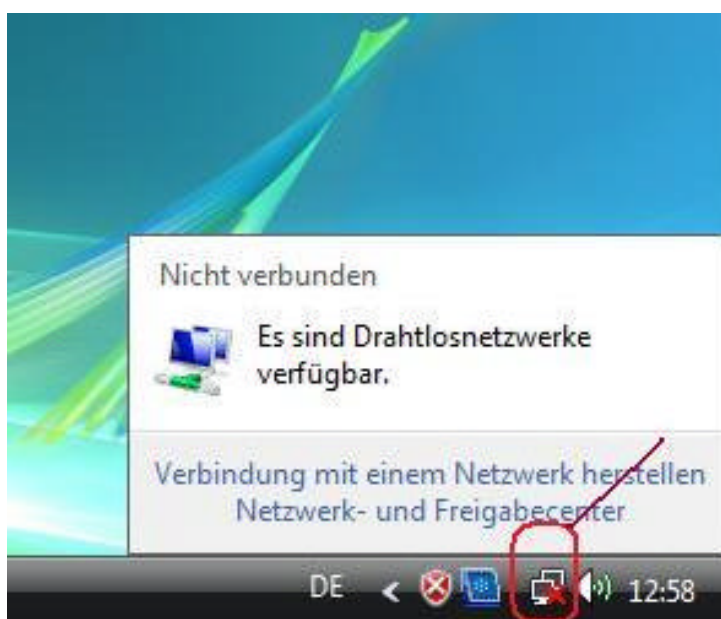 Nicht verbunden
Es sind Drahtlosnetzwerke
verfügbar.
Verbindung mit einem Netzwerk herstellen
Netzwerk- und Freigabecenter
DE < 12:58